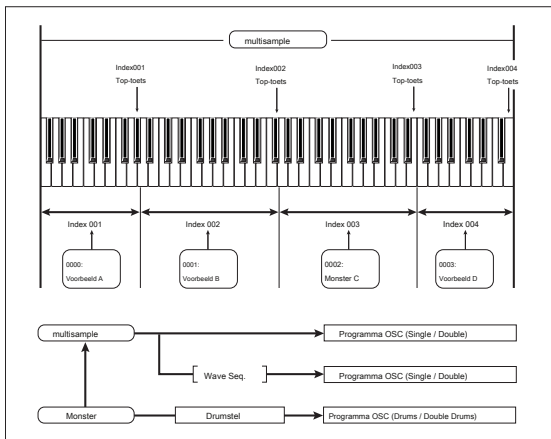 multisample
Index001
Top-toets
Index002
Top-toets
Index003
Top-toets
Index004
Top-toets
Index 001
Index 002
Index 003
Index 004
0000:
Voorbeeld A
0001:
Voorbeeld B
0002:
Monster C
0003:
Voorbeeld D
multisample
Programma OSC (Single / Double)
Wave Seq.
Programma OSC (Single / Double)
Monster
Drumstel
Programma OSC (Drums / Double Drums)